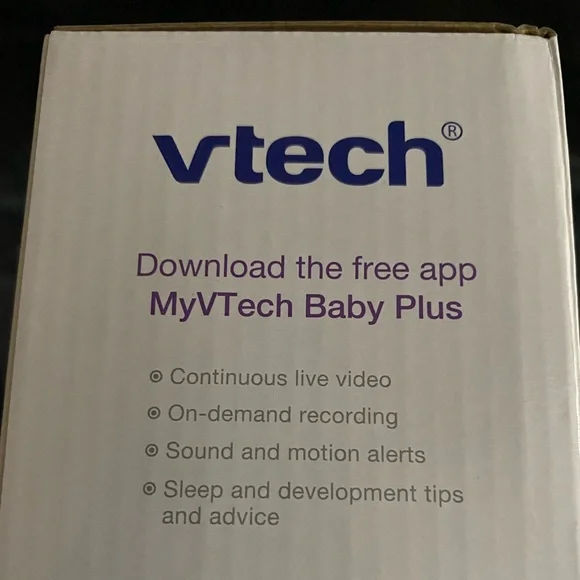 vtech®
Download the free app
MyVTech Baby Plus
Continuous live video
On-demand recording
Sound and motion alerts
Sleep and development tips
and advice